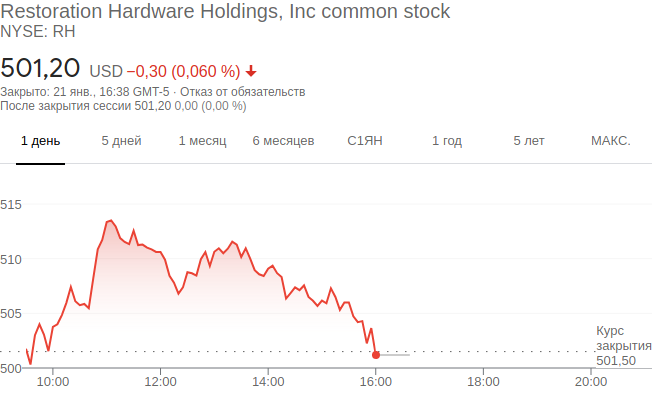 Restoration Hardware Holdings, Inc common stock
NYSE: RH
501,20 USD −0,30 (0,060 %)
Закрыто: 21 янв., 16:38 GMT-5 · Отказ от обязательств
После закрытия сессии 501,20 0,00 (0,00 %)
1 день 5 дней 1 месяц 6 месяцев С1ЯН 1 год 5 лет МАКС.
515
510
505
Курс
закрытия
501,50
500
10:00 12:00 14:00 16:00 18:00 20:00